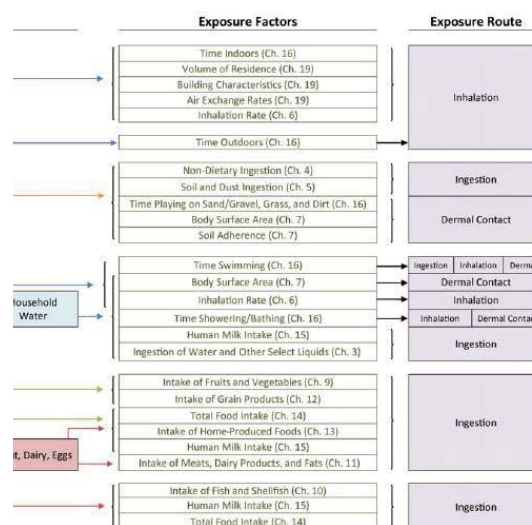 Exposure Factors
Exposure Route
Time Indoors (Ch. 16)
Volume of Residence (Ch. 19)
Building Characteristics (Ch. 19)
Air Exchange Rates (Ch. 19)
Inhalation Rate (Ch. 6)
Inhalation
Time Outdoors (Ch. 16)
Non-Dietary Ingestion (Ch. 4)
Soil and Dust Ingestion (Ch. 5)
Ingestion
Time Playing on Sand/Gravel, Grass, and Dirt (Ch. 16)
Body Surface Area (Ch. 7)
Soil Adherence (Ch. 7)
Dermal Contact
Time Swimming (Ch. 16)
Ingestion Inhalation Derma
Body Surface Area (Ch. 7)
Dermal Contact
Household
Water
Inhalation Rate (Ch. 6)
Inhalation
Time Showering/Bathing (Ch. 16)
Inhalation Dermal Contact
Human Milk Intake (Ch. 15)
Ingestion of Water and Other Select Liquids (Ch. 3)
Ingestion
Intake of Fruits and Vegetables (Ch. 9)
Intake of Grain Products (Ch. 12)
Total Food Intake (Ch. 14)
Intake of Home-Produced Foods (Ch. 13)
Human Milk Intake (Ch. 15)
Intake of Meats, Dairy Products, and Fats (Ch. 11)
Ingestion
t, Dairy, Eggs
Intake of Fish and Shellfish (Ch. 10)
Human Milk Intake (Ch. 15)
Total Food Intake (Ch. 14)
Ingestion